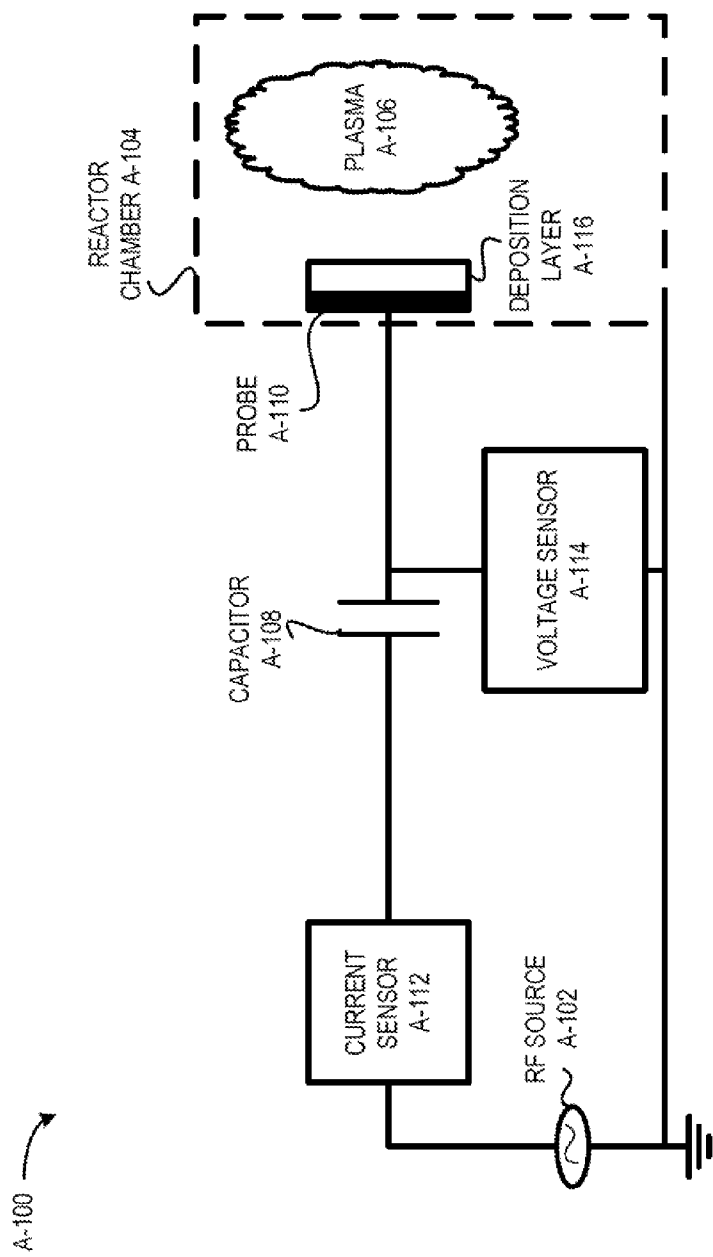 A-100
REACTOR
CHAMBER A-104
PLASMA
A-106
DEPOSITION
LAYER
A-116
PROBE
A-110
CAPACITOR
A-108
VOLTAGE SENSOR
A-114
CURRENT
SENSOR
A-112
RF SOURCE
A-102